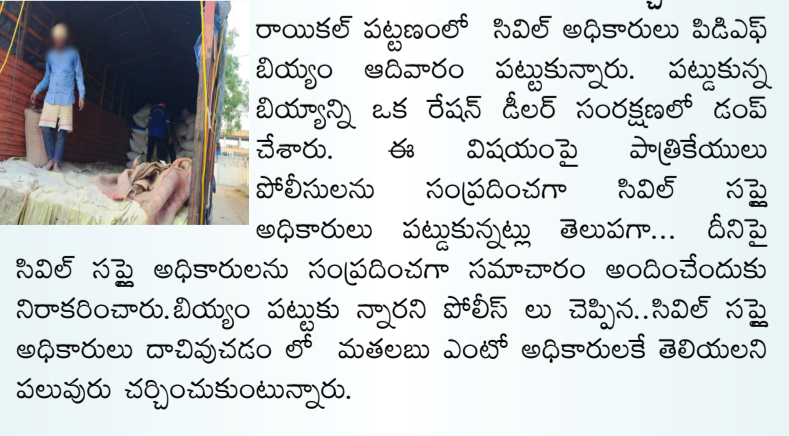 రాయికల్ పట్టణంలో సివిల్ అధికారులు పిడిఎఫ్
బియ్యం ఆదివారం పట్టుకున్నారు. పట్టుకున్న
బియ్యాన్ని ఒక రేషన్ డీలర్ సంరక్షణలో డంప్
చేశారు. ఈ విషయంపై పాత్రికేయులు
పోలీసులను సంప్రదించగా సివిల్ సప్లై
అధికారులు పట్టుకున్నట్లు తెలుపగా... దీనిపై
సివిల్ సప్లై అధికారులను సంప్రదించగా సమాచారం అందించేందుకు
నిరాకరించారు.బియ్యం పట్టుకు న్నారని పోలీస్ లు చెప్పిన..సివిల్ సప్లై
అధికారులు దాచివుచడం లో మతలబు ఎంటో అధికారులకే తెలియలని
పలువురు చర్చించుకుంటున్నారు.